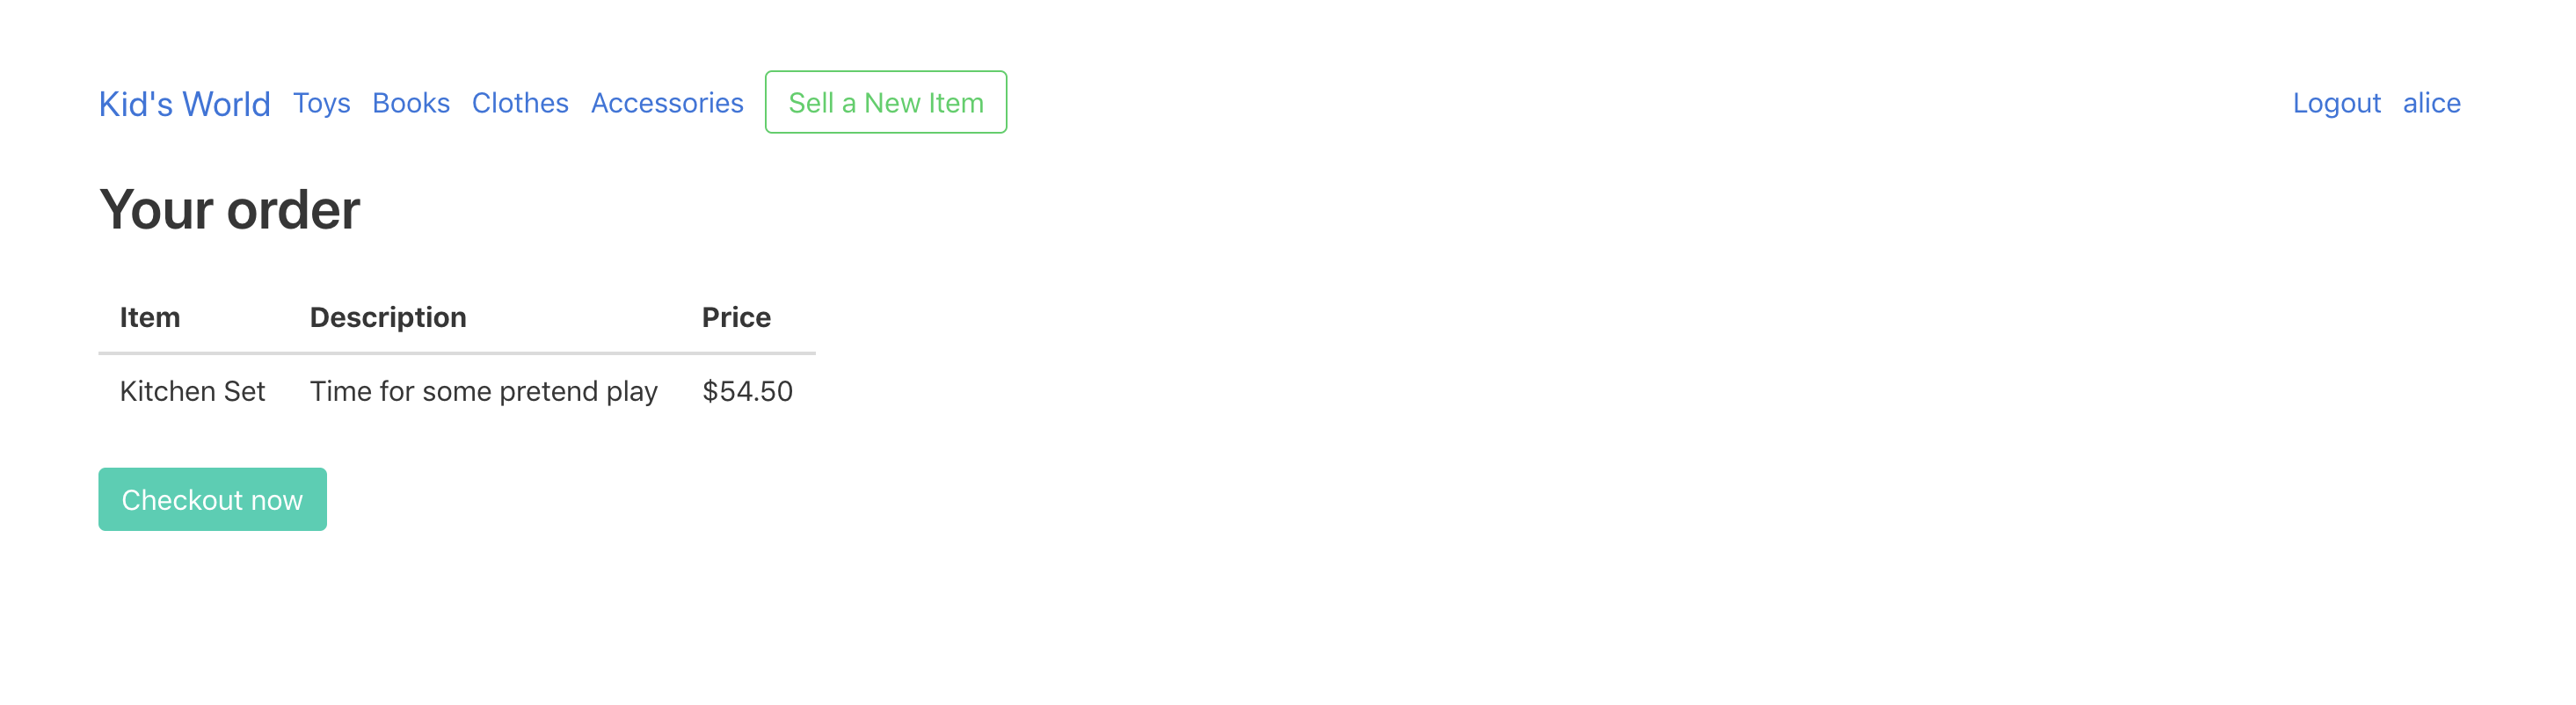 Kid's World Toys Books Clothes Accessories Sell a New Item Logout alice
Your order
Item Description Price
Kitchen Set Time for some pretend play $54.50
Checkout now